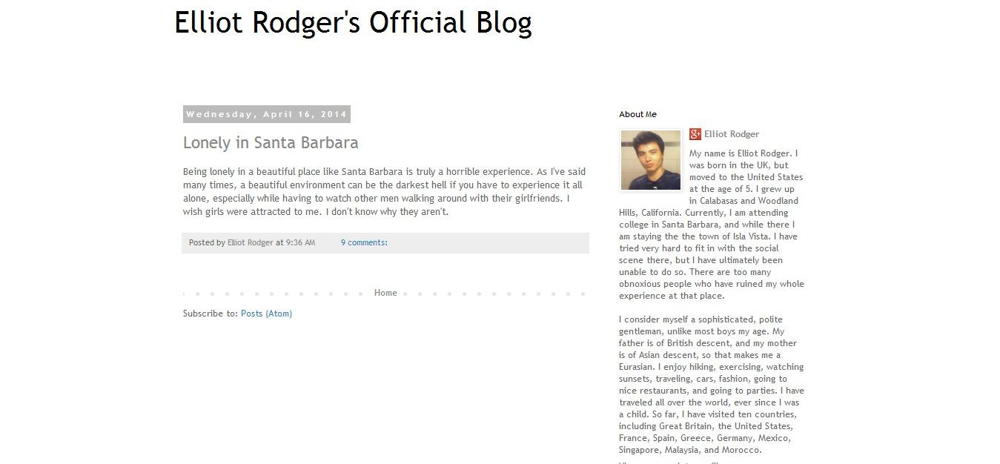 Elliot Rodger's Official Blog
Wednesday, April 16, 2014
Lonely in Santa Barbara
Being lonely in a beautiful place like Santa Barbara is truly a horrible experience. As I've said
many times, a beautiful environment can be the darkest hell if you have to experience it all
alone, especially while having to watch other men walking around with their girlfriends. I
wish girls were attracted to me. I don't know why they aren't.
Posted by Elliot Rodger at 9:36 AM 9 comments:
Home
Subscribe to: Posts (Atom)
About Me
g+ Elliot Rodger
My name is Elliot Rodger. I
was born in the UK, but
moved to the United States
at the age of 5. I grew up
in Calabasas and Woodland
Hills, California. Currently, I am attending
college in Santa Barbara, and while there I
am staying the the town of Isla Vista. I have
tried very hard to fit in with the social
scene there, but I have ultimately been
unable to do so. There are too many
obnoxious people who have ruined my whole
experience at that place.
I consider myself a sophisticated, polite
gentleman, unlike most boys my age. My
father is of British descent, and my mother
is of Asian descent, so that makes me a
Eurasian. I enjoy hiking, exercising, watching
sunsets, traveling, cars, fashion, going to
nice restaurants, and going to parties. I have
traveled all over the world, ever since I was
a child. So far, I have visited ten countries,
including Great Britain, the United States,
France, Spain, Greece, Germany, Mexico,
Singapore, Malaysia, and Morocco.